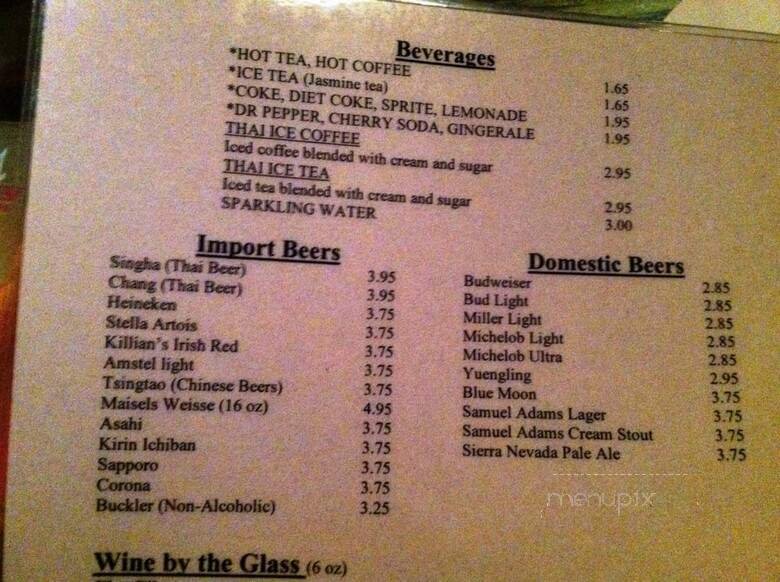 Beverages
*HOT TEA, HOT COFFEE 1.65
*ICE TEA (Jasmine tea) 1.65
*COKE, DIET COKE, SPRITE, LEMONADE 1.95
*DR PEPPER, CHERRY SODA, GINGERALE 1.95
THAI ICE COFFEE
Iced coffee blended with cream and sugar 2.95
THAI ICE TEA
Iced tea blended with cream and sugar 2.95
SPARKLING WATER 3.00
Import Beers
Singha (Thai Beer) 3.95
Chang (Thai Beer) 3.95
Heineken 3.75
Stella Artois 3.75
Killian's Irish Red 3.75
Amstel light 3.75
Tsingtao (Chinese Beers) 3.75
Maisels Weisse (16 oz) 4.95
Asahi 3.75
Kirin Ichiban 3.75
Sapporo 3.75
Corona 3.75
Buckler (Non-Alcoholic) 3.25
Domestic Beers
Budweiser 2.85
Bud Light 2.85
Miller Light 2.85
Michelob Light 2.85
Michelob Ultra 2.85
Yuengling 2.95
Blue Moon 3.75
Samuel Adams Lager 3.75
Samuel Adams Cream Stout 3.75
Sierra Nevada Pale Ale 3.75
menupix
Wine by the Glass (6 oz)